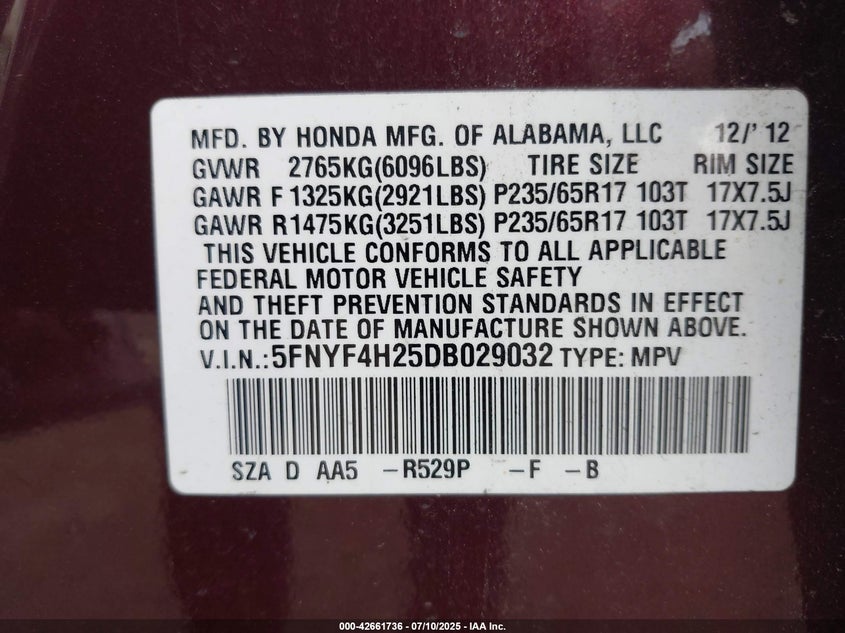 MFD. BY HONDA MFG. OF ALABAMA, LLC 12/'12
GVWR 2765KG(6096LBS) TIRE SIZE RIM SIZE
GAWR F 1325KG(2921LBS) P235/65R17 103T 17X7.5J
GAWR R1475KG(3251LBS) P235/65R17 103T 17X7.5J
THIS VEHICLE CONFORMS TO ALL APPLICABLE
FEDERAL MOTOR VEHICLE SAFETY
AND THEFT PREVENTION STANDARDS IN EFFECT
ON THE DATE OF MANUFACTURE SHOWN ABOVE.
V.I.N.:5FNYF4H25DB029032 TYPE: MPV
SZA D AA5 -R529P -F -B
000-42661736 - 07/10/2025 - IAA Inc.